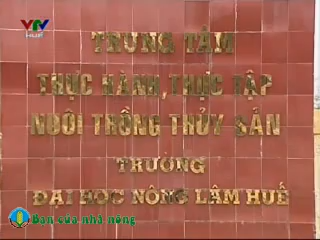 VTV
HUẾ
TRUNG TÂM
THỰC HÀNH, THỰC TẬP
NUÔI TRỒNG THỦY SẢN
TRƯỜNG
ĐẠI HỌC NÔNG LÂM HUẾ
Bạn của nhà nông